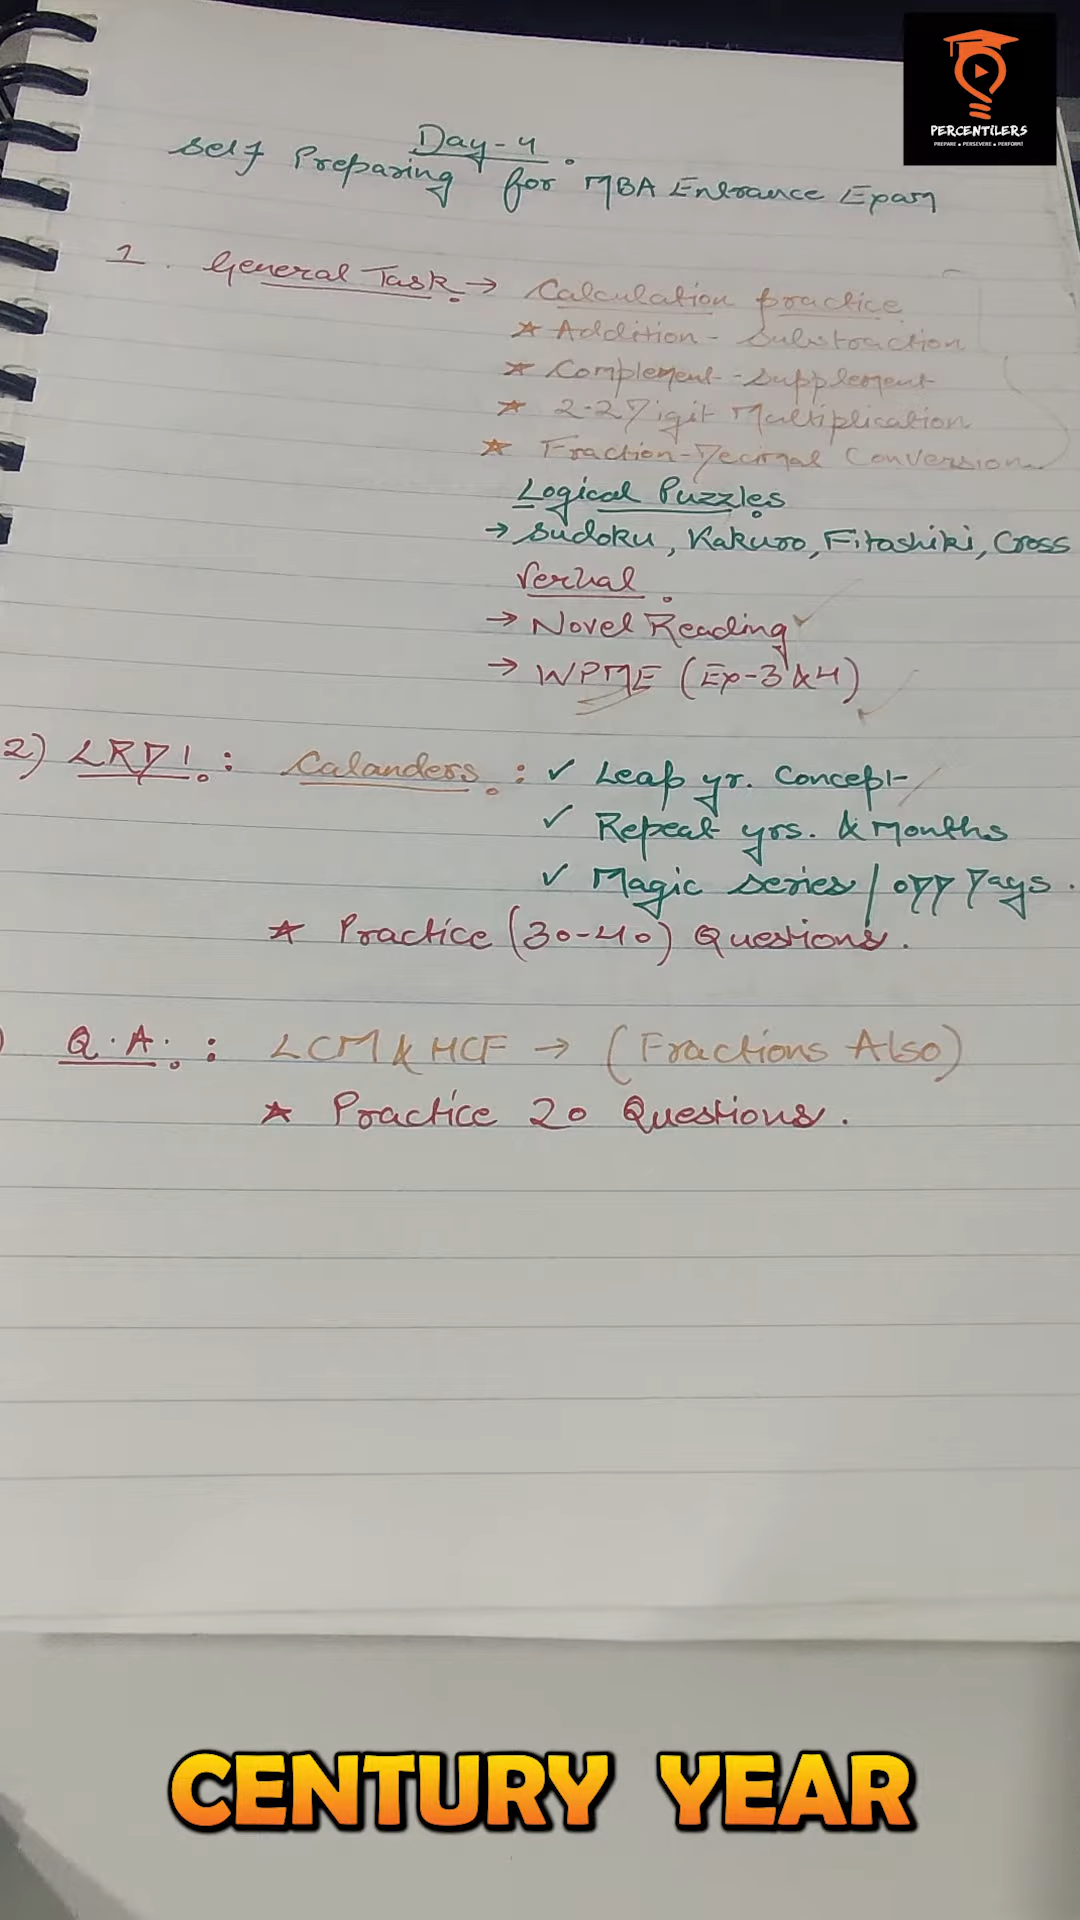 PERCENTILERS
PREPARE • PERSEVERE • PERFORM!
Day-4.
Self Preparing for MBA Entrance Exam
1. General Task → Calculation practice
* Addition - Substraction
* Complement - Supplement
* 2-2 Digit Multiplication
* Fraction-Decimal Conversion
Logical Puzzles
→ Sudoku, Kakuro, Fitashiki, Cross
Verbal.
→ Novel Reading ✓
→ WPME (Ex-3 & 4)
2) LRDI : Calanders : ✓ Leap yr. Concept
✓ Repeat yrs. & Months
✓ Magic series / odd Days.
* Practice (30-40) Questions.
) Q.A. : LCM & HCF → (Fractions Also)
* Practice 20 Questions.
CENTURY YEAR